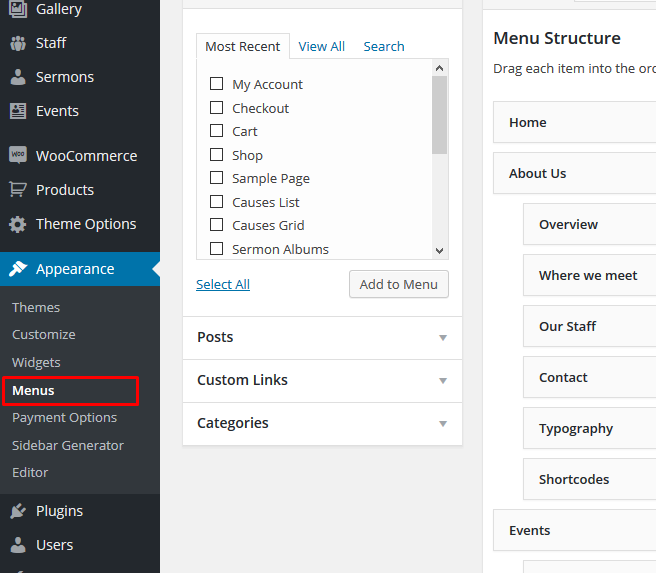 Gallery
Staff
Sermons
Events
WooCommerce
Products
Theme Options
Appearance
Themes
Customize
Widgets
Menus
Payment Options
Sidebar Generator
Editor
Plugins
Users
Most Recent View All Search
My Account
Checkout
Cart
Shop
Sample Page
Causes List
Causes Grid
Sermon Albums
Select All Add to Menu
Posts
Custom Links
Categories
Menu Structure
Drag each item into the
Home
About Us
Overview
Where we meet
Our Staff
Contact
Typography
Shortcodes
Events